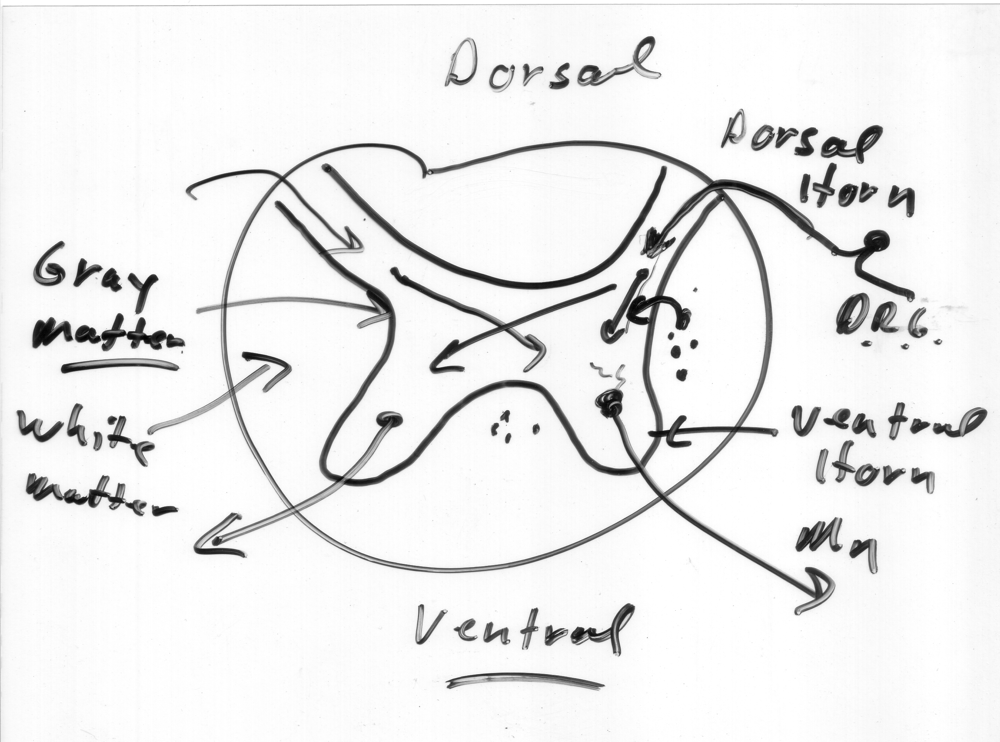 Dorsal
Dorsal
Horn
Gray
matter
D.R.G.
White
matter
Ventral
Horn
Mn
Ventral